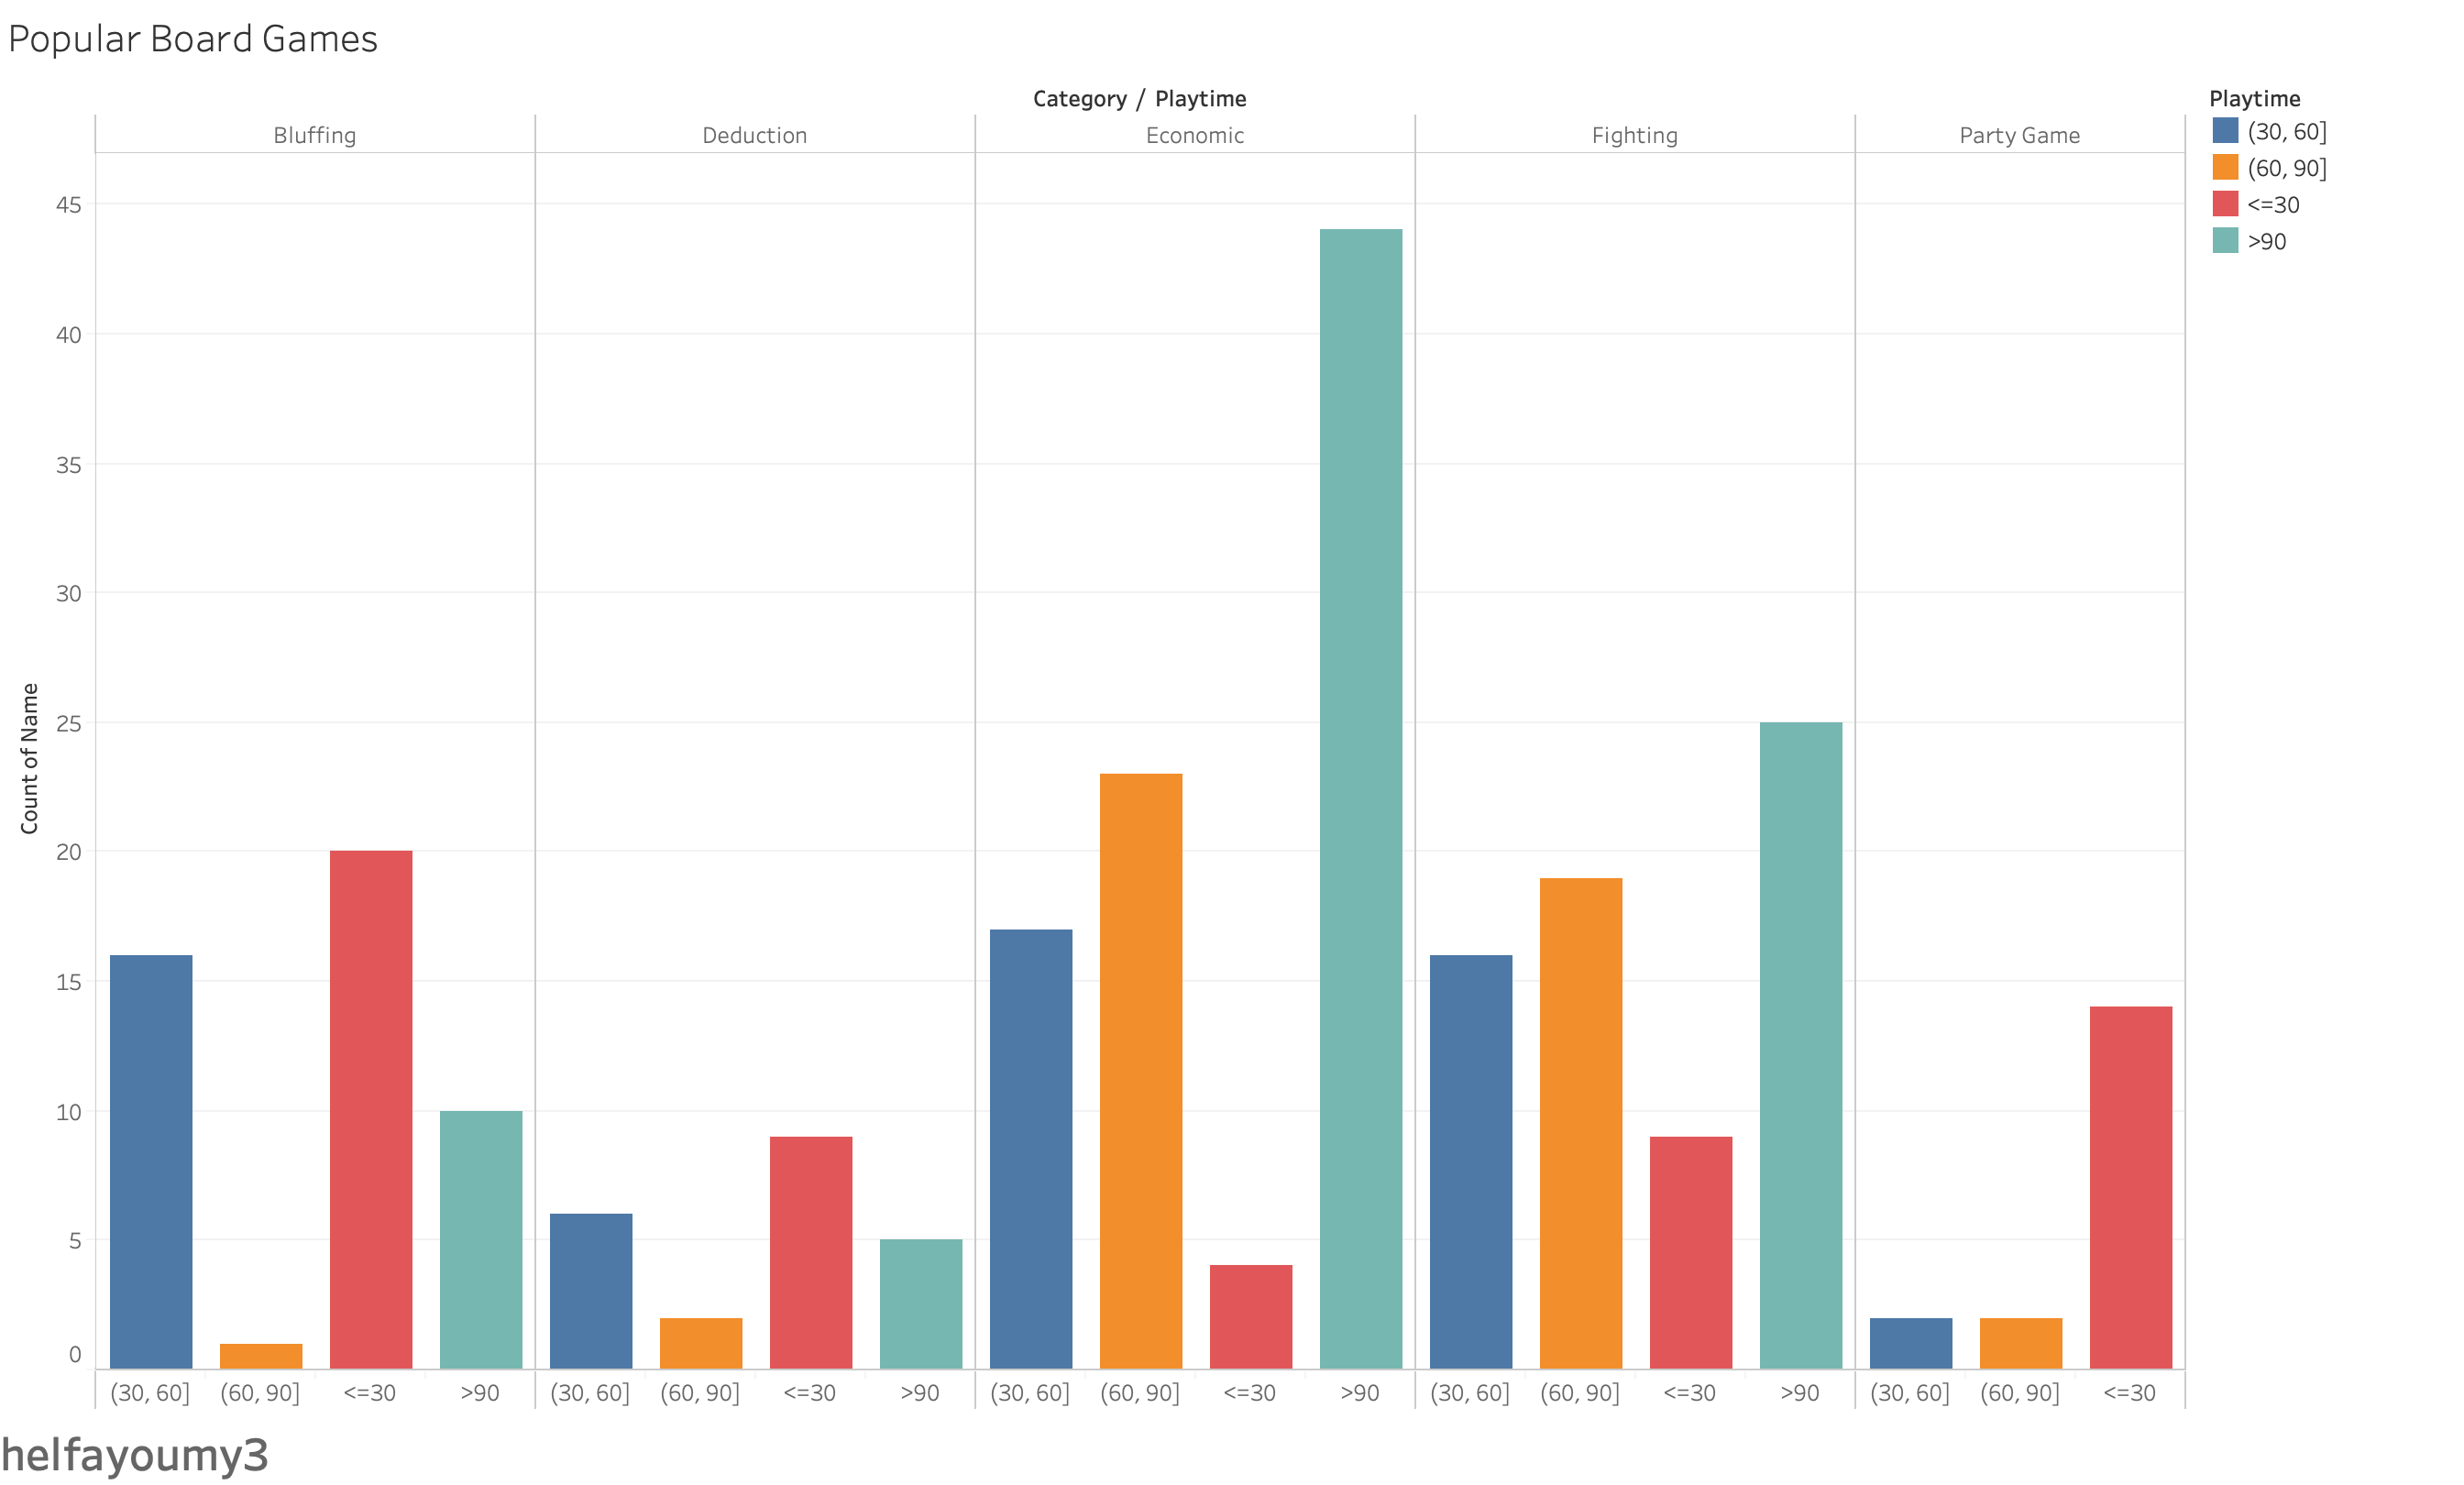 Popular Board Games
Category / Playtime
Bluffing Deduction Economic Fighting Party Game
Playtime
(30, 60]
(60, 90]
<=30
>90
Count of Name
45
40
35
30
25
20
15
10
5
0
(30, 60] (60, 90] <=30 >90 (30, 60] (60, 90] <=30 >90 (30, 60] (60, 90] <=30 >90 (30, 60] (60, 90] <=30 >90 (30, 60] (60, 90] <=30
helfayoumy3